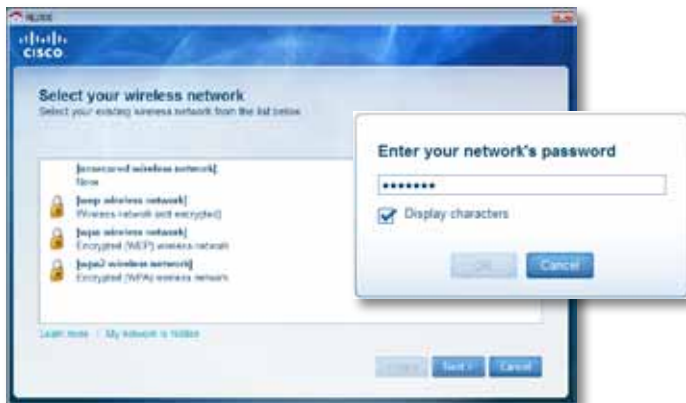 CISCO
Select your wireless network
Select your existing wireless network from the list below
[unsecured wireless network]
None
[wep wireless network]
Wireless network (not encrypted)
[wpa wireless network]
Encrypted (WEP) wireless network
[wpa2 wireless network]
Encrypted (WPA) wireless network
Learn more | My network is hidden
Next >
Cancel
Enter your network's password
•••••••
Display characters
OK
Cancel